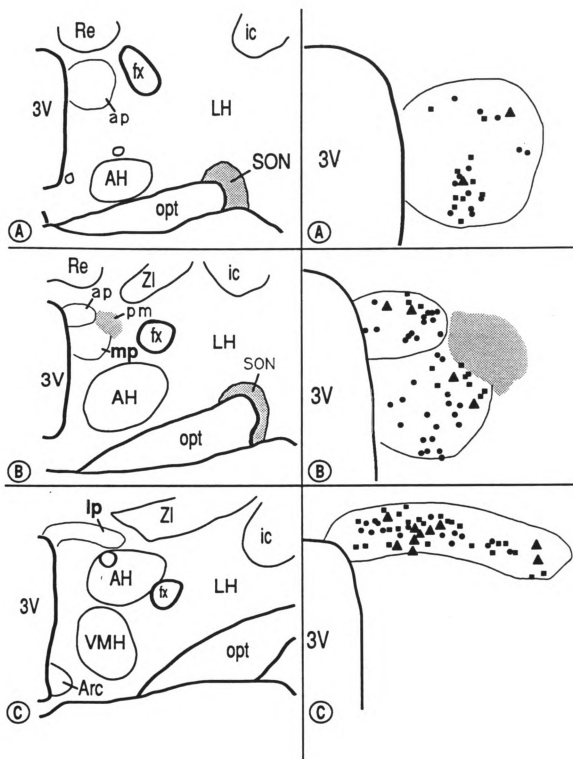 Re
ic
fx
3V
ap
LH
AH
SON
opt
A
3V
A
Re
ZI
ic
ap
pm
fx
mp
LH
3V
SON
AH
opt
B
3V
B
lp
ZI
ic
AH
fx
LH
3V
VMH
opt
Arc
C
3V
C